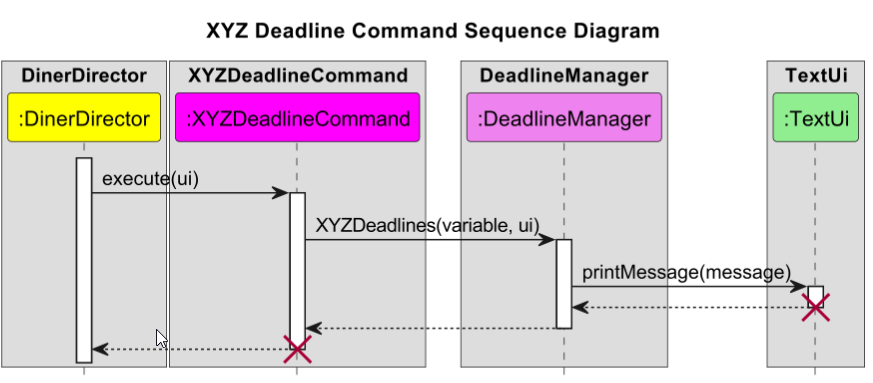 XYZ Deadline Command Sequence Diagram
DinerDirector XYZDeadlineCommand DeadlineManager TextUi
:DinerDirector :XYZDeadlineCommand :DeadlineManager :TextUi
execute(ui)
XYZDeadlines(variable, ui)
printMessage(message)